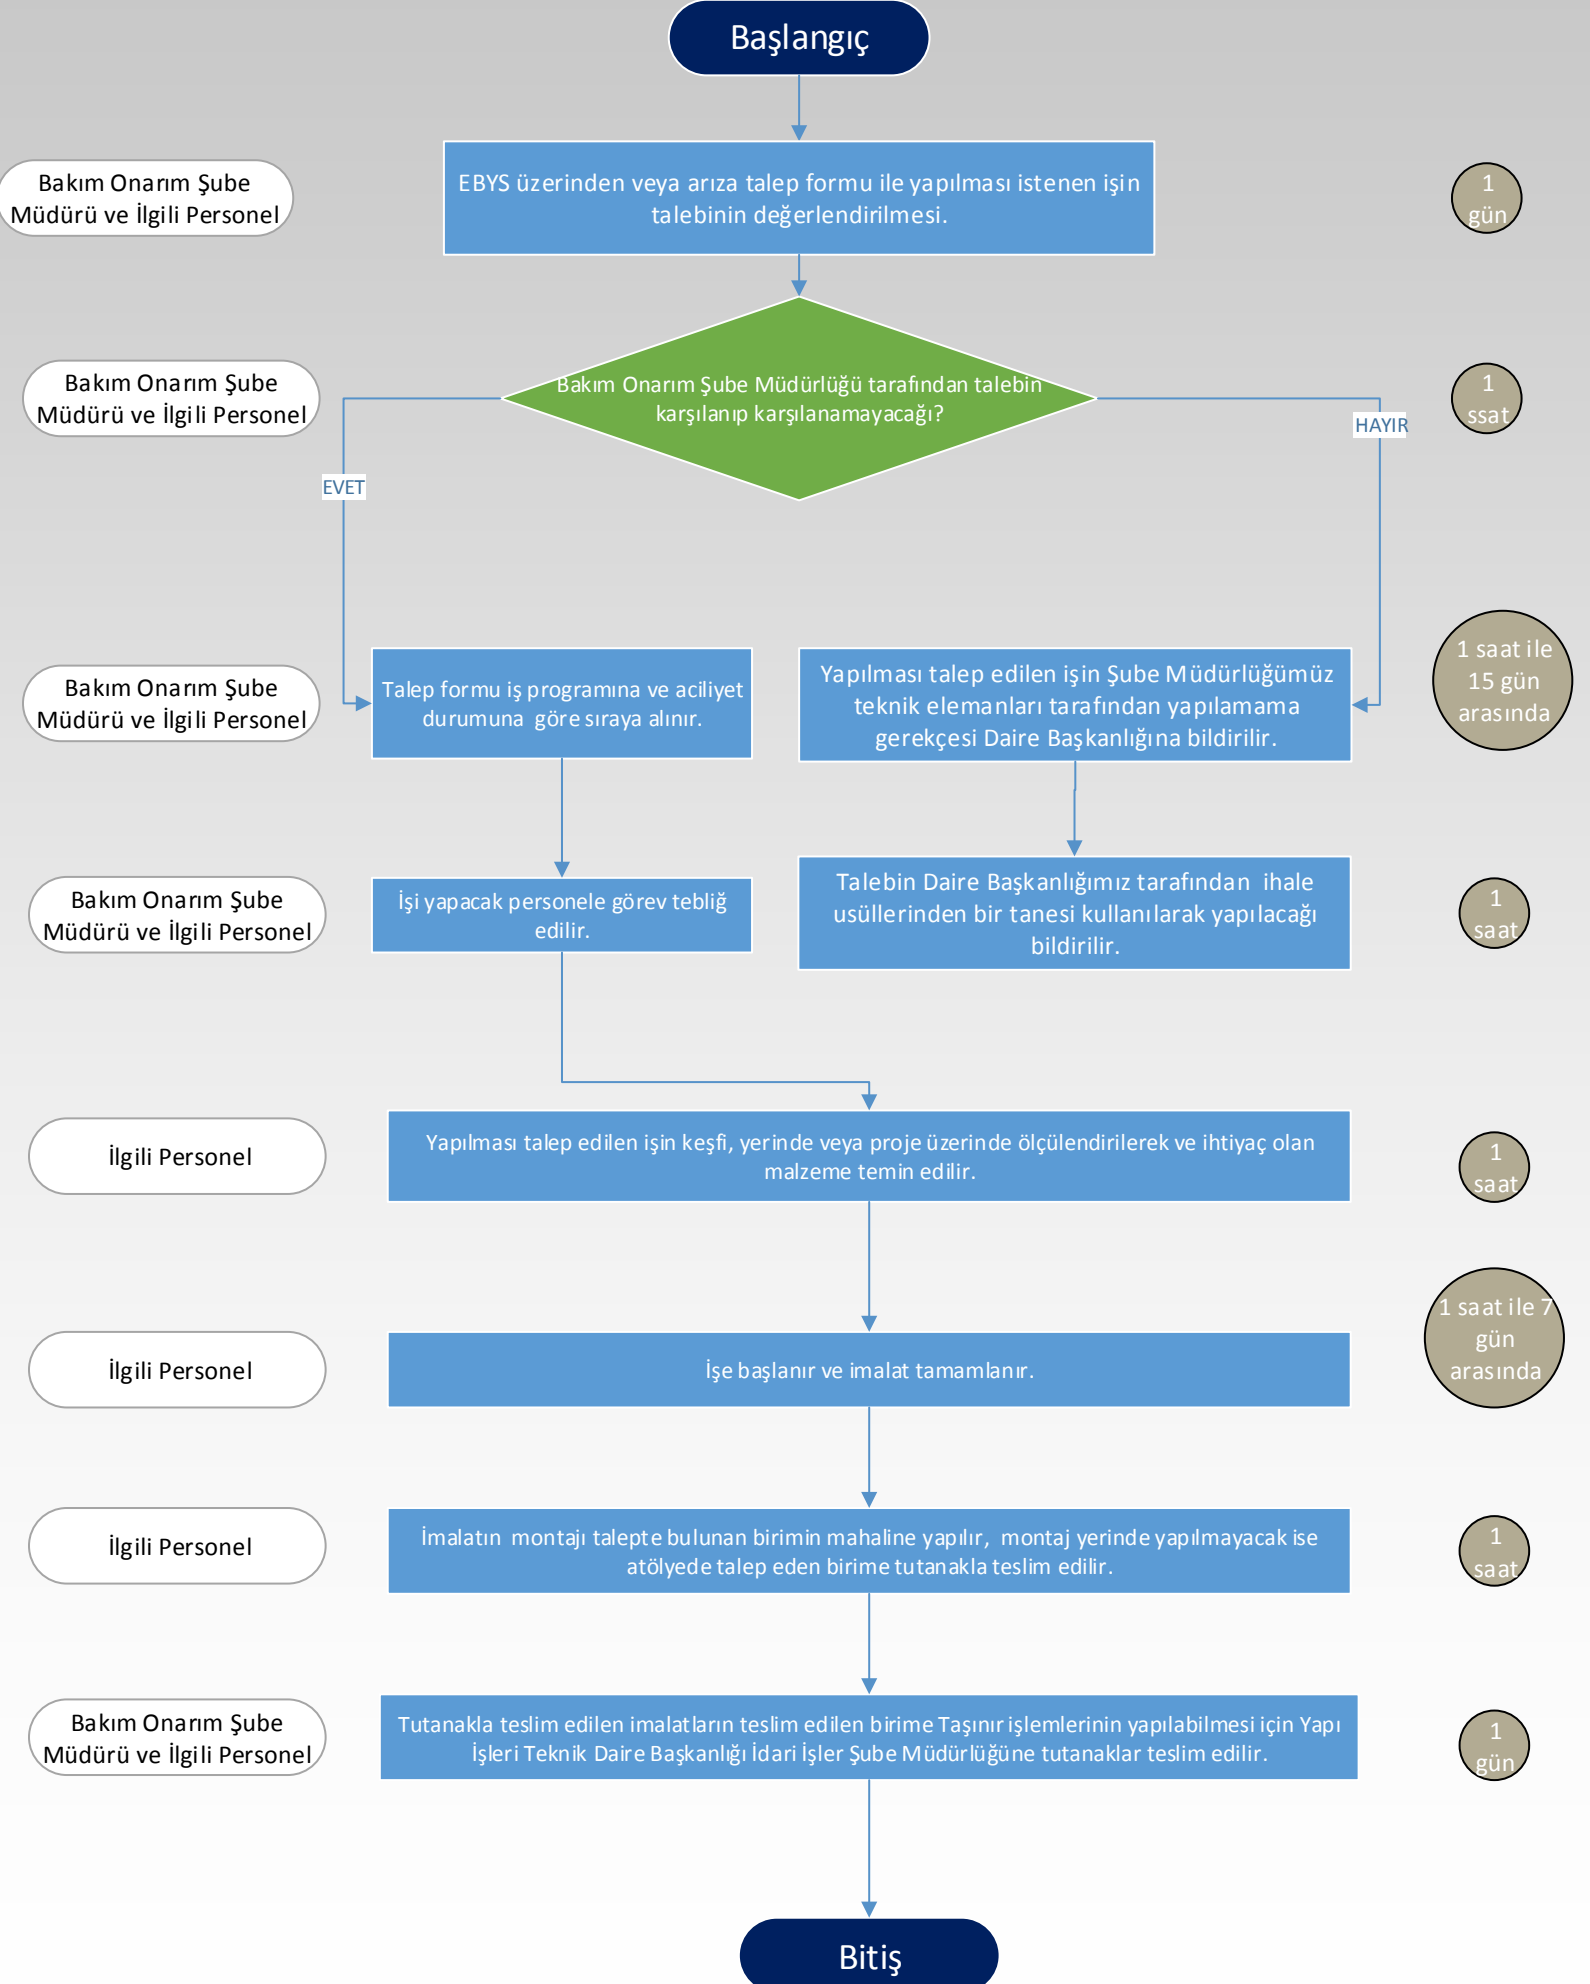 Başlangıç
Bakım Onarım Şube
Müdürü ve İlgili Personel
EBYS üzerinden veya arıza talep formu ile yapılması istenen işin
talebinin değerlendirilmesi.
1
gün
Bakım Onarım Şube
Müdürü ve İlgili Personel
Bakım Onarım Şube Müdürlüğü tarafından talebin
karşılanıp karşılanamayacağı?
1
ssat
HAYIR
EVET
Bakım Onarım Şube
Müdürü ve İlgili Personel
Talep formu iş programına ve aciliyet
durumuna göre sıraya alınır.
Yapılması talep edilen işin Şube Müdürlüğümüz
teknik elemanları tarafından yapılamama
gerekçesi Daire Başkanlığına bildirilir.
1 saat ile
15 gün
arasında
Bakım Onarım Şube
Müdürü ve İlgili Personel
İşi yapacak personele görev tebliğ
edilir.
Talebin Daire Başkanlığımız tarafından ihale
usüllerinden bir tanesi kullanılarak yapılacağı
bildirilir.
1
saat
İlgili Personel
Yapılması talep edilen işin keşfi, yerinde veya proje üzerinde ölçülendirilerek ve ihtiyaç olan
malzeme temin edilir.
1
saat
İlgili Personel
İşe başlanır ve imalat tamamlanır.
1 saat ile 7
gün
arasında
İlgili Personel
İmalatın montajı talepte bulunan birimin mahaline yapılır, montaj yerinde yapılmayacak ise
atölyede talep eden birime tutanakla teslim edilir.
1
saat
Bakım Onarım Şube
Müdürü ve İlgili Personel
Tutanakla teslim edilen imalatların teslim edilen birime Taşınır işlemlerinin yapılabilmesi için Yapı
İşleri Teknik Daire Başkanlığı İdari İşler Şube Müdürlüğüne tutanaklar teslim edilir.
1
gün
Bitiş